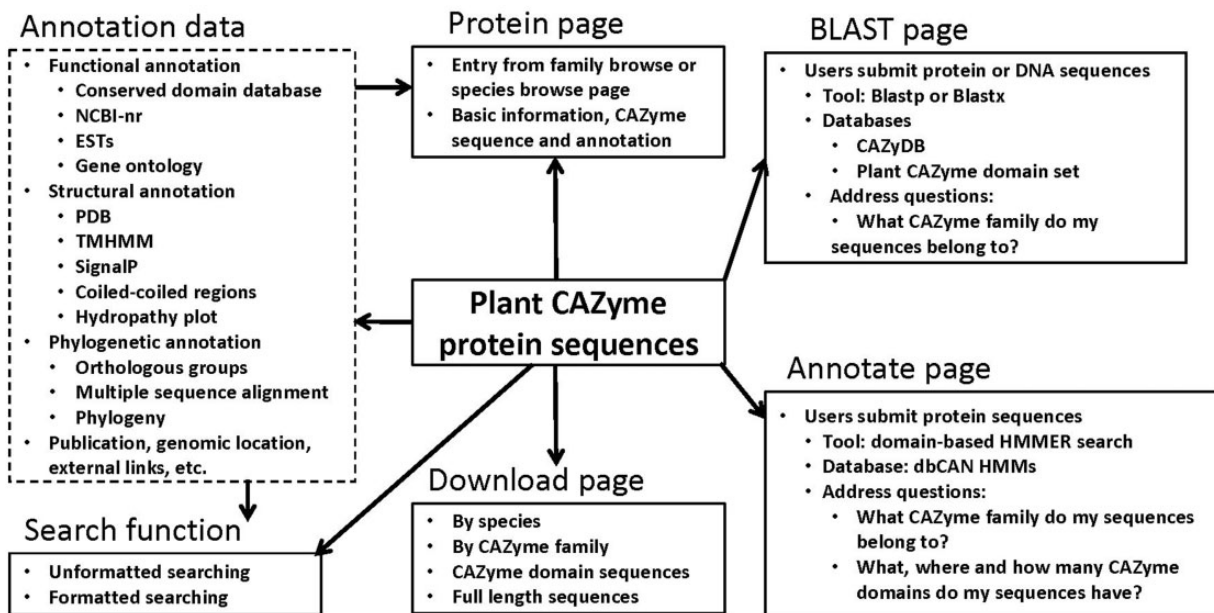 Annotation data
• Functional annotation
• Conserved domain database
• NCBI-nr
• ESTs
• Gene ontology
• Structural annotation
• PDB
• TMHMM
• SignalP
• Coiled-coiled regions
• Hydropathy plot
• Phylogenetic annotation
• Orthologous groups
• Multiple sequence alignment
• Phylogeny
• Publication, genomic location,
external links, etc.
Search function
• Unformatted searching
• Formatted searching
Protein page
• Entry from family browse or
species browse page
• Basic information, CAZyme
sequence and annotation
Plant CAZyme
protein sequences
Download page
• By species
• By CAZyme family
• CAZyme domain sequences
• Full length sequences
BLAST page
• Users submit protein or DNA sequences
• Tool: Blastp or Blastx
• Databases
• CAZyDB
• Plant CAZyme domain set
• Address questions:
• What CAZyme family do my
sequences belong to?
Annotate page
• Users submit protein sequences
• Tool: domain-based HMMER search
• Database: dbCAN HMMs
• Address questions:
• What CAZyme family do my sequences
belong to?
• What, where and how many CAZyme
domains do my sequences have?